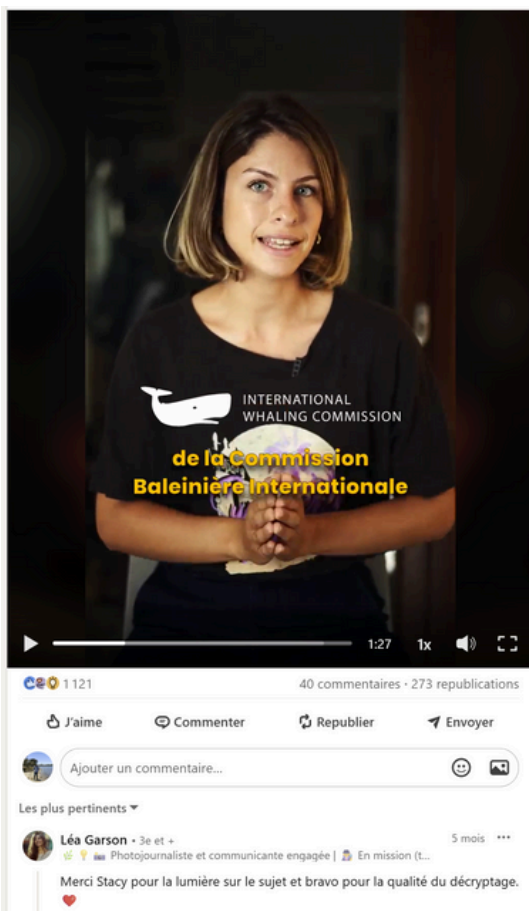 INTERNATIONAL
WHALING COMMISSION
de la Commission
Baleinière Internationale
1:27
1x
1 121
40 commentaires · 273 republications
J'aime
Commenter
Republier
Envoyer
Ajouter un commentaire...
Les plus pertinents
Léa Garson • 3e et +
5 mois
Photojournaliste et communicante engagée | En mission (t...
Merci Stacy pour la lumière sur le sujet et bravo pour la qualité du décryptage.